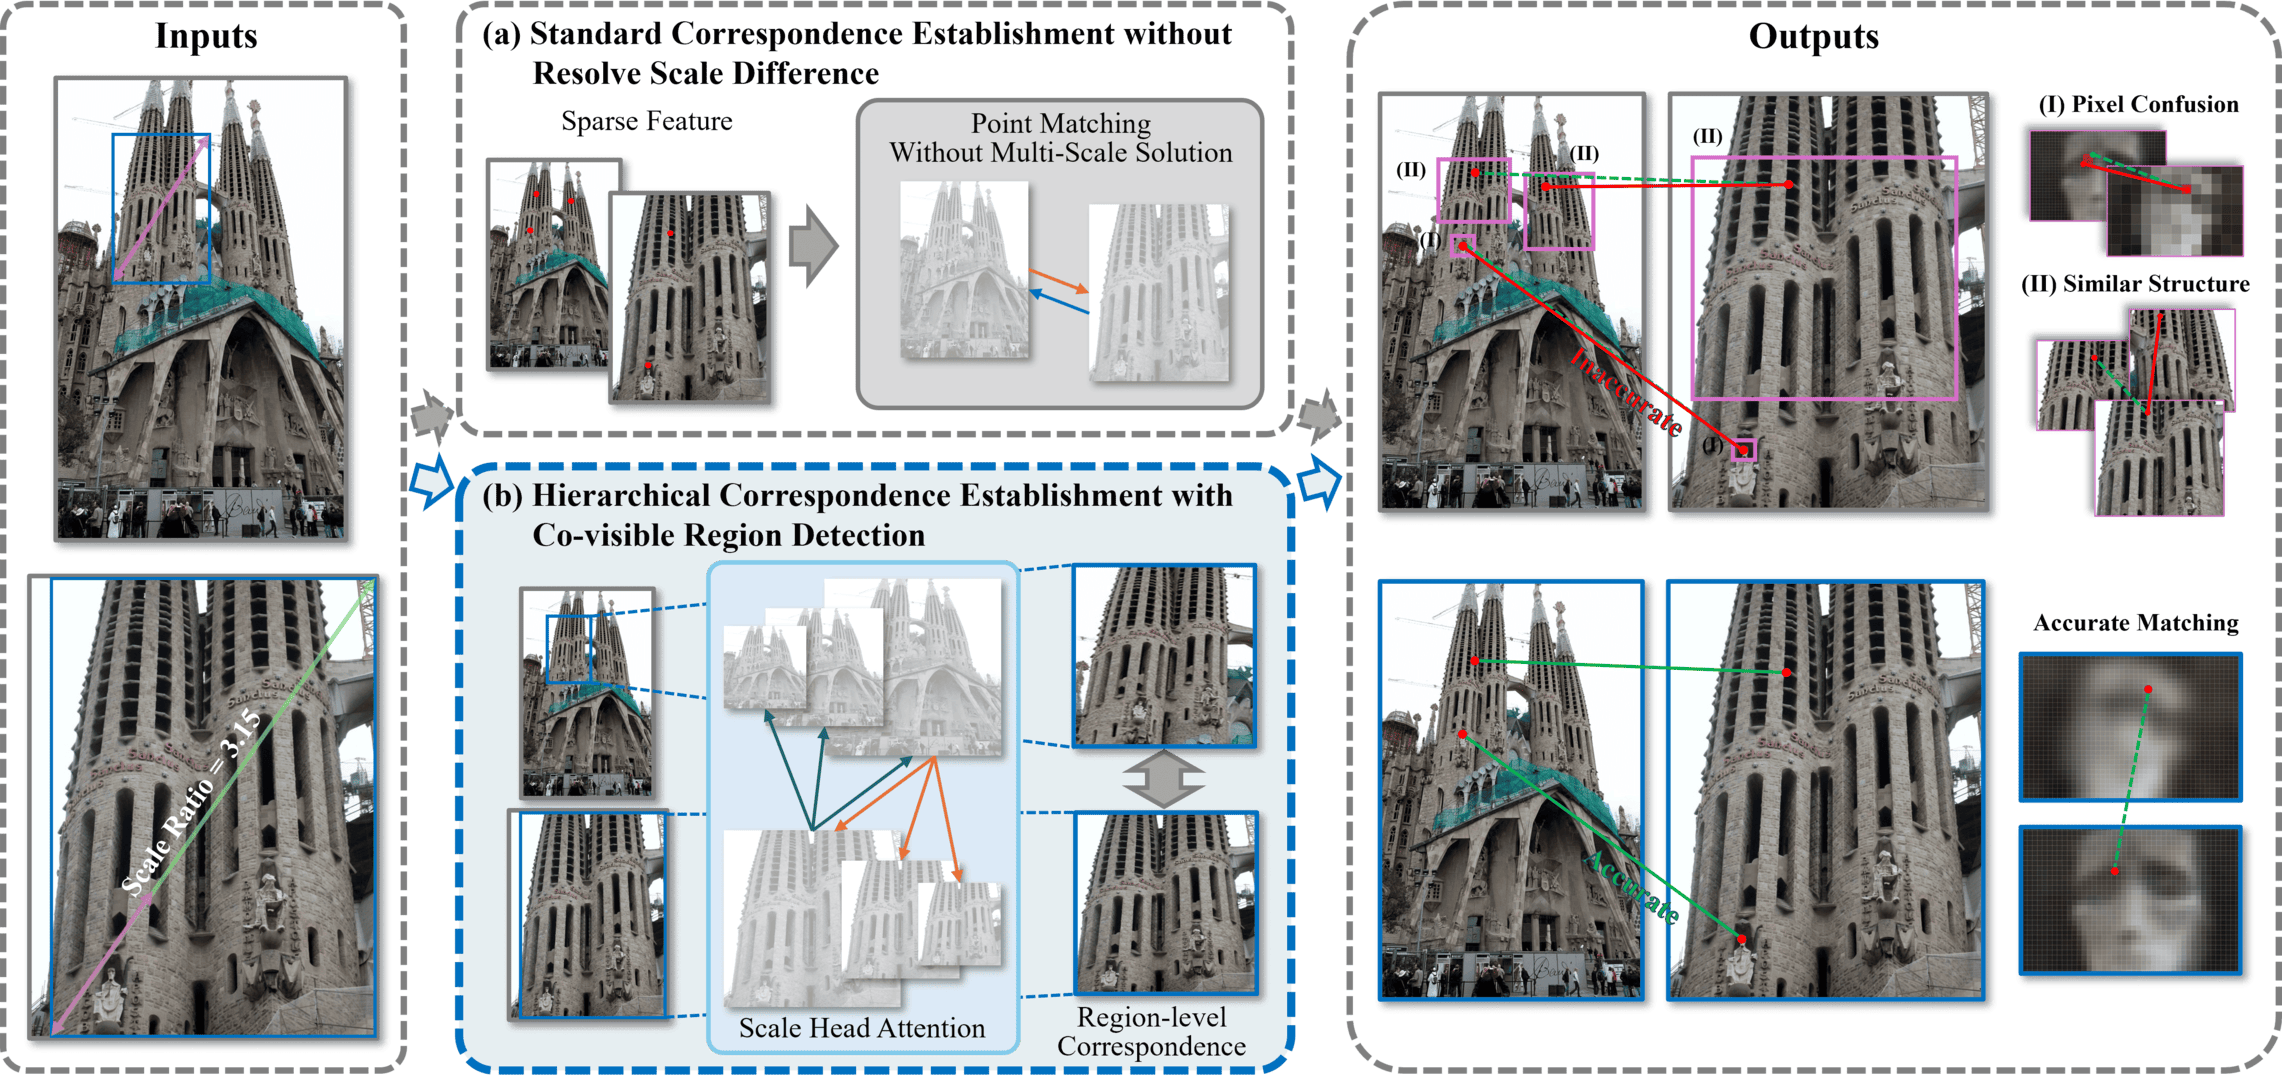 Inputs
Scale Ratio = 3.15
(a) Standard Correspondence Establishment without
Resolve Scale Difference
Sparse Feature
Point Matching
Without Multi-Scale Solution
(b) Hierarchical Correspondence Establishment with
Co-visible Region Detection
Scale Head Attention
Region-level
Correspondence
Outputs
(II)
(II)
(II)
(I)
(I)
Inaccurate
(I) Pixel Confusion
(II) Similar Structure
Accurate
Accurate Matching